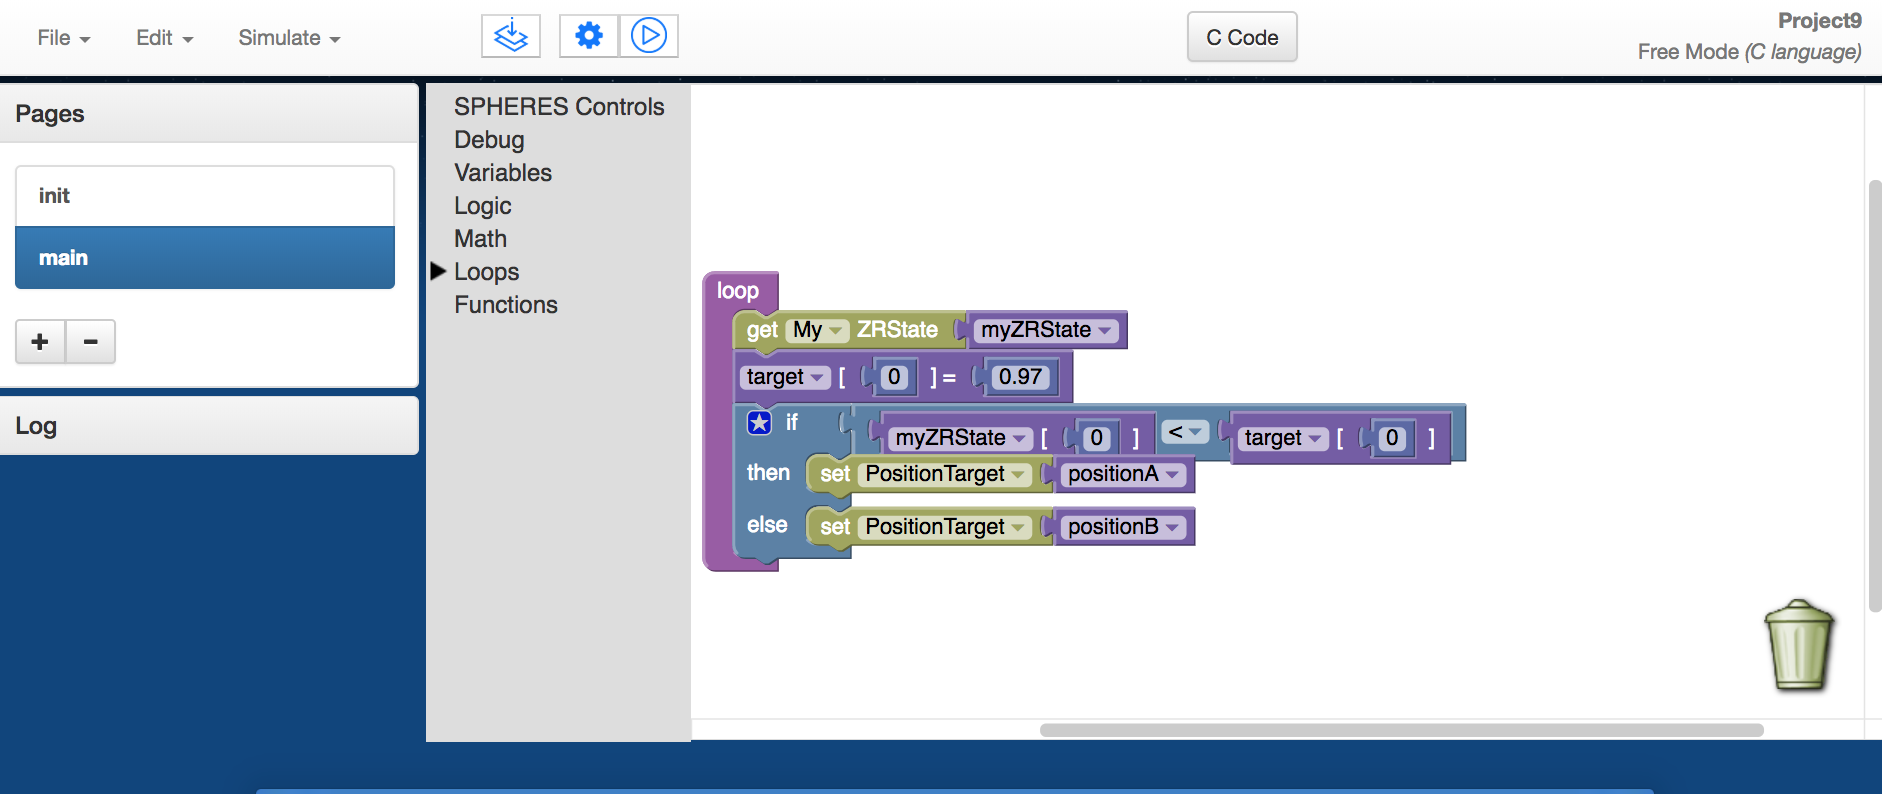 File Edit Simulate
C Code
Project9
Free Mode (C language)
Pages
init
main
+ -
Log
SPHERES Controls
Debug
Variables
Logic
Math
Loops
Functions
loop
get My ZRState myZRState
target [ 0 ] = 0.97
if myZRState [ 0 ] < target [ 0 ]
then set PositionTarget positionA
else set PositionTarget positionB